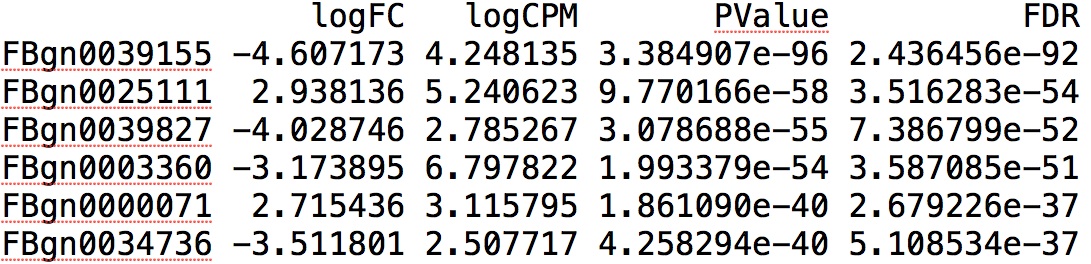 logFC logCPM PValue FDR
FBgn0039155 -4.607173 4.248135 3.384907e-96 2.436456e-92
FBgn0025111 2.938136 5.240623 9.770166e-58 3.516283e-54
FBgn0039827 -4.028746 2.785267 3.078688e-55 7.386799e-52
FBgn0003360 -3.173895 6.797822 1.993379e-54 3.587085e-51
FBgn0000071 2.715436 3.115795 1.861090e-40 2.679226e-37
FBgn0034736 -3.511801 2.507717 4.258294e-40 5.108534e-37